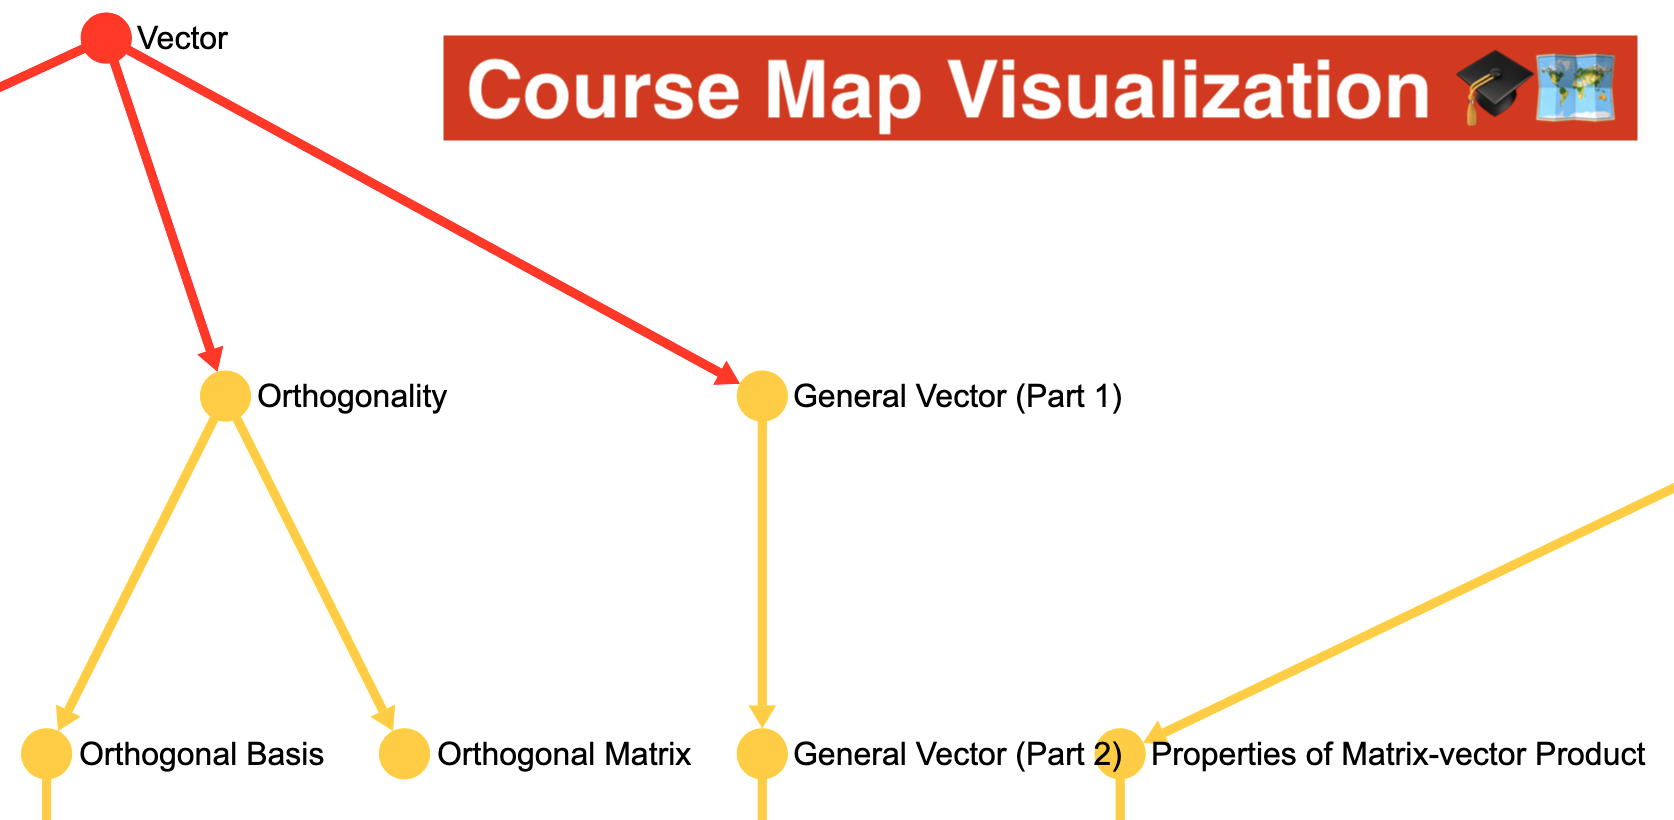 Vector
Course Map Visualization
Orthogonality
General Vector (Part 1)
Orthogonal Basis
Orthogonal Matrix
General Vector (Part 2)
Properties of Matrix-vector Product